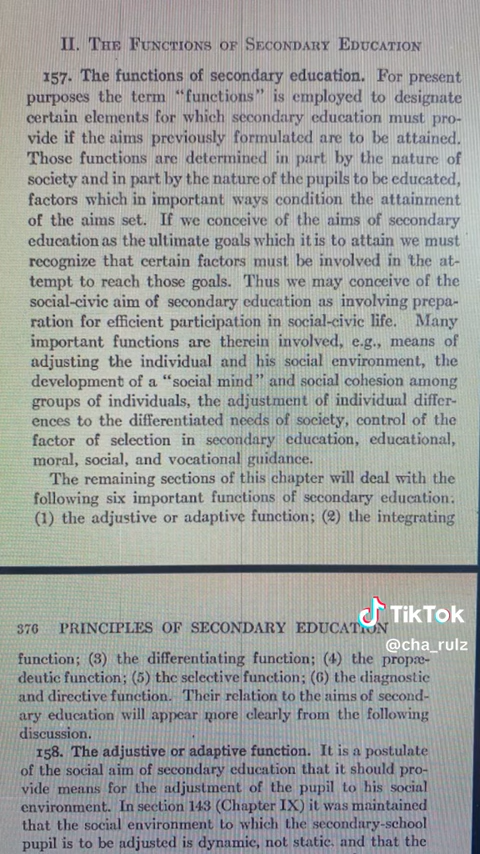 II. The Functions of Secondary Education
157. The functions of secondary education. For present
purposes the term "functions" is employed to designate
certain elements for which secondary education must pro-
vide if the aims previously formulated are to be attained.
Those functions are determined in part by the nature of
society and in part by the nature of the pupils to be educated,
factors which in important ways condition the attainment
of the aims set. If we conceive of the aims of secondary
education as the ultimate goals which it is to attain we must
recognize that certain factors must be involved in the at-
tempt to reach those goals. Thus we may conceive of the
social-civic aim of secondary education as involving prepa-
ration for efficient participation in social-civic life. Many
important functions are therein involved, e.g., means of
adjusting the individual and his social environment, the
development of a "social mind" and social cohesion among
groups of individuals, the adjustment of individual differ-
ences to the differentiated needs of society, control of the
factor of selection in secondary education, educational,
moral, social, and vocational guidance.
The remaining sections of this chapter will deal with the
following six important functions of secondary education:
(1) the adjustive or adaptive function; (2) the integrating
TikTok
@cha_rulz
376 PRINCIPLES OF SECONDARY EDUCATION
function; (3) the differentiating function; (4) the propæ-
deutic function; (5) the selective function; (6) the diagnostic
and directive function. Their relation to the aims of second-
ary education will appear more clearly from the following
discussion.
158. The adjustive or adaptive function. It is a postulate
of the social aim of secondary education that it should pro-
vide means for the adjustment of the pupil to his social
environment. In section 143 (Chapter IX) it was maintained
that the social environment to which the secondary-school
pupil is to be adjusted is dynamic, not static, and that the